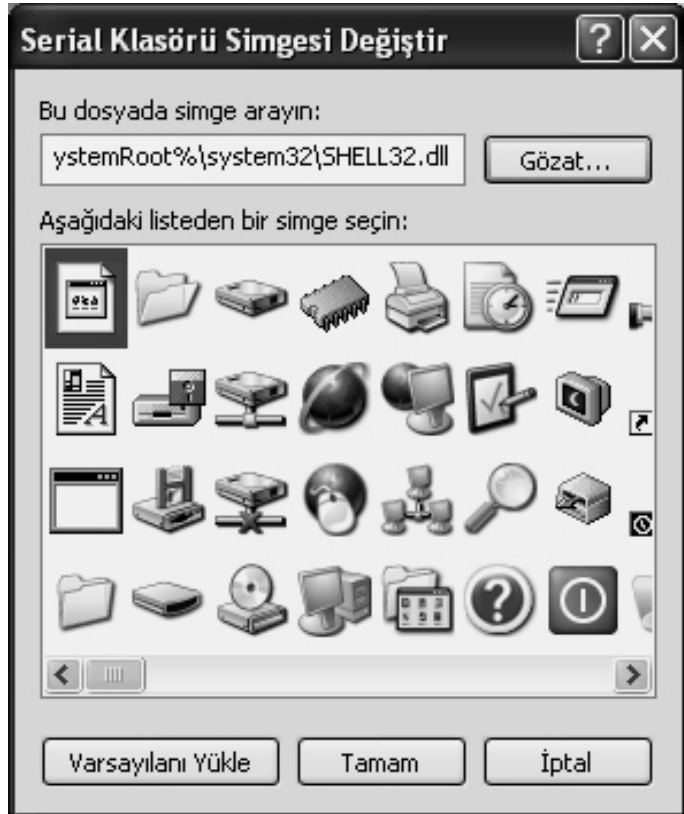 Serial Klasörü Simgesi Değiştir
Bu dosyada simge arayın:
ystemRoot%\system32\SHELL32.dll
Gözat...
Aşağıdaki listeden bir simge seçin:
Varsayılanı Yükle
Tamam
İptal